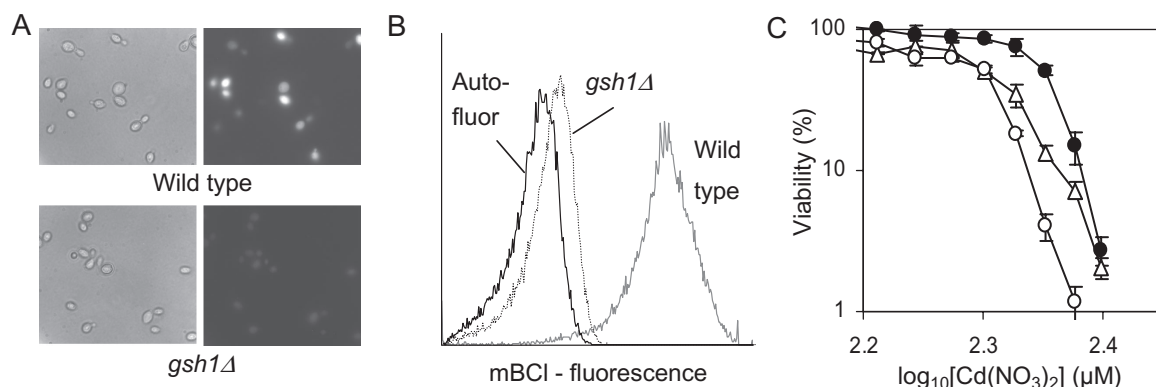 A
Wild type
gsh1Δ
B
Auto-
fluor
gsh1Δ
Wild
type
mBCl - fluorescence
C
Viability (%)
100
10
1
2.2
2.3
2.4
log10[Cd(NO3)2] (μM)